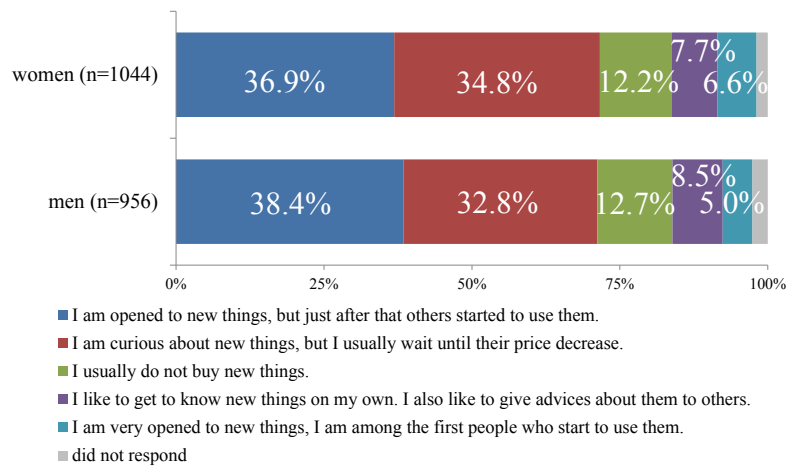 women (n=1044)
36.9%
34.8%
12.2%
7.7%
6.6%
men (n=956)
38.4%
32.8%
12.7%
8.5%
5.0%
0%
25%
50%
75%
100%
I am opened to new things, but just after that others started to use them.
I am curious about new things, but I usually wait until their price decrease.
I usually do not buy new things.
I like to get to know new things on my own. I also like to give advices about them to others.
I am very opened to new things, I am among the first people who start to use them.
did not respond